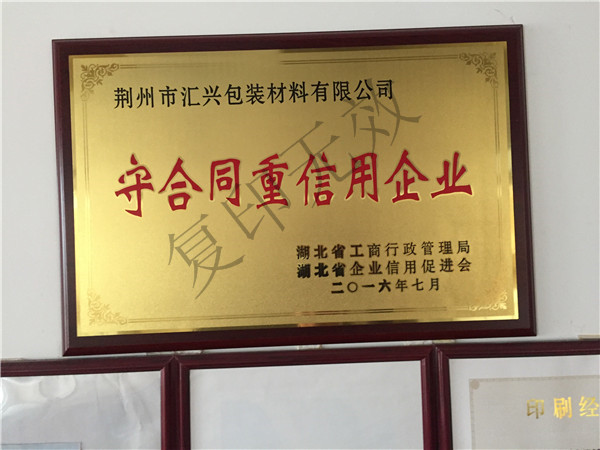 荆州市汇兴包装材料有限公司
守合同重信用企业
湖北省工商行政管理局
湖北省企业信用促进会
二〇一六年七月
复印无效
印刷经